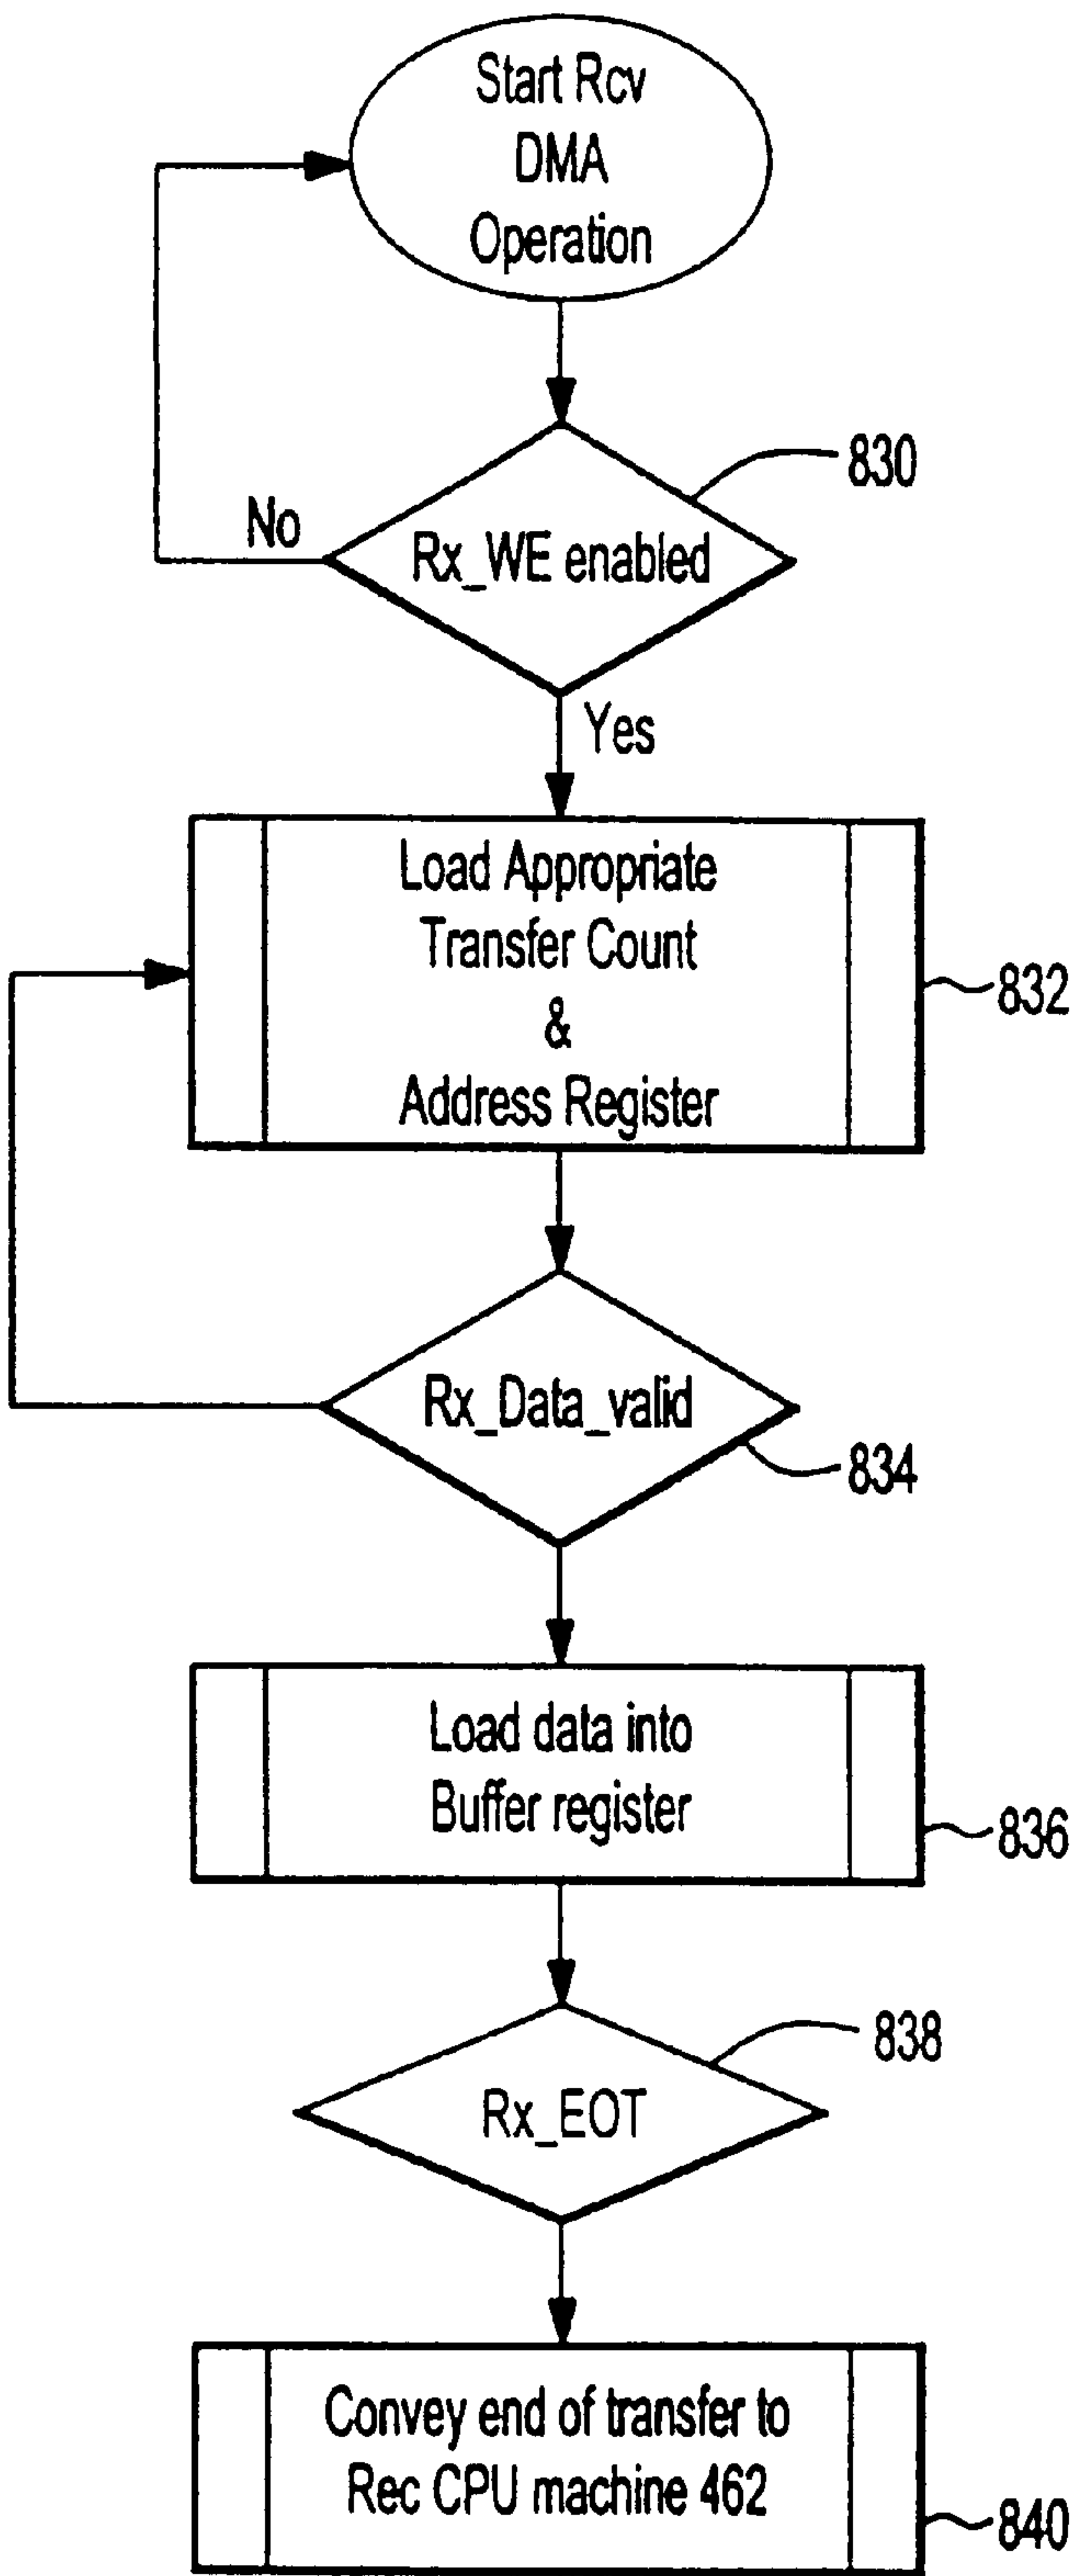 Start Rcv
DMA
Operation
830
No
Rx_WE enabled
Yes
Load Appropriate
Transfer Count
&
Address Register
832
Rx_Data_valid
834
Load data into
Buffer register
836
838
Rx_EOT
Convey end of transfer to
Rec CPU machine 462
840